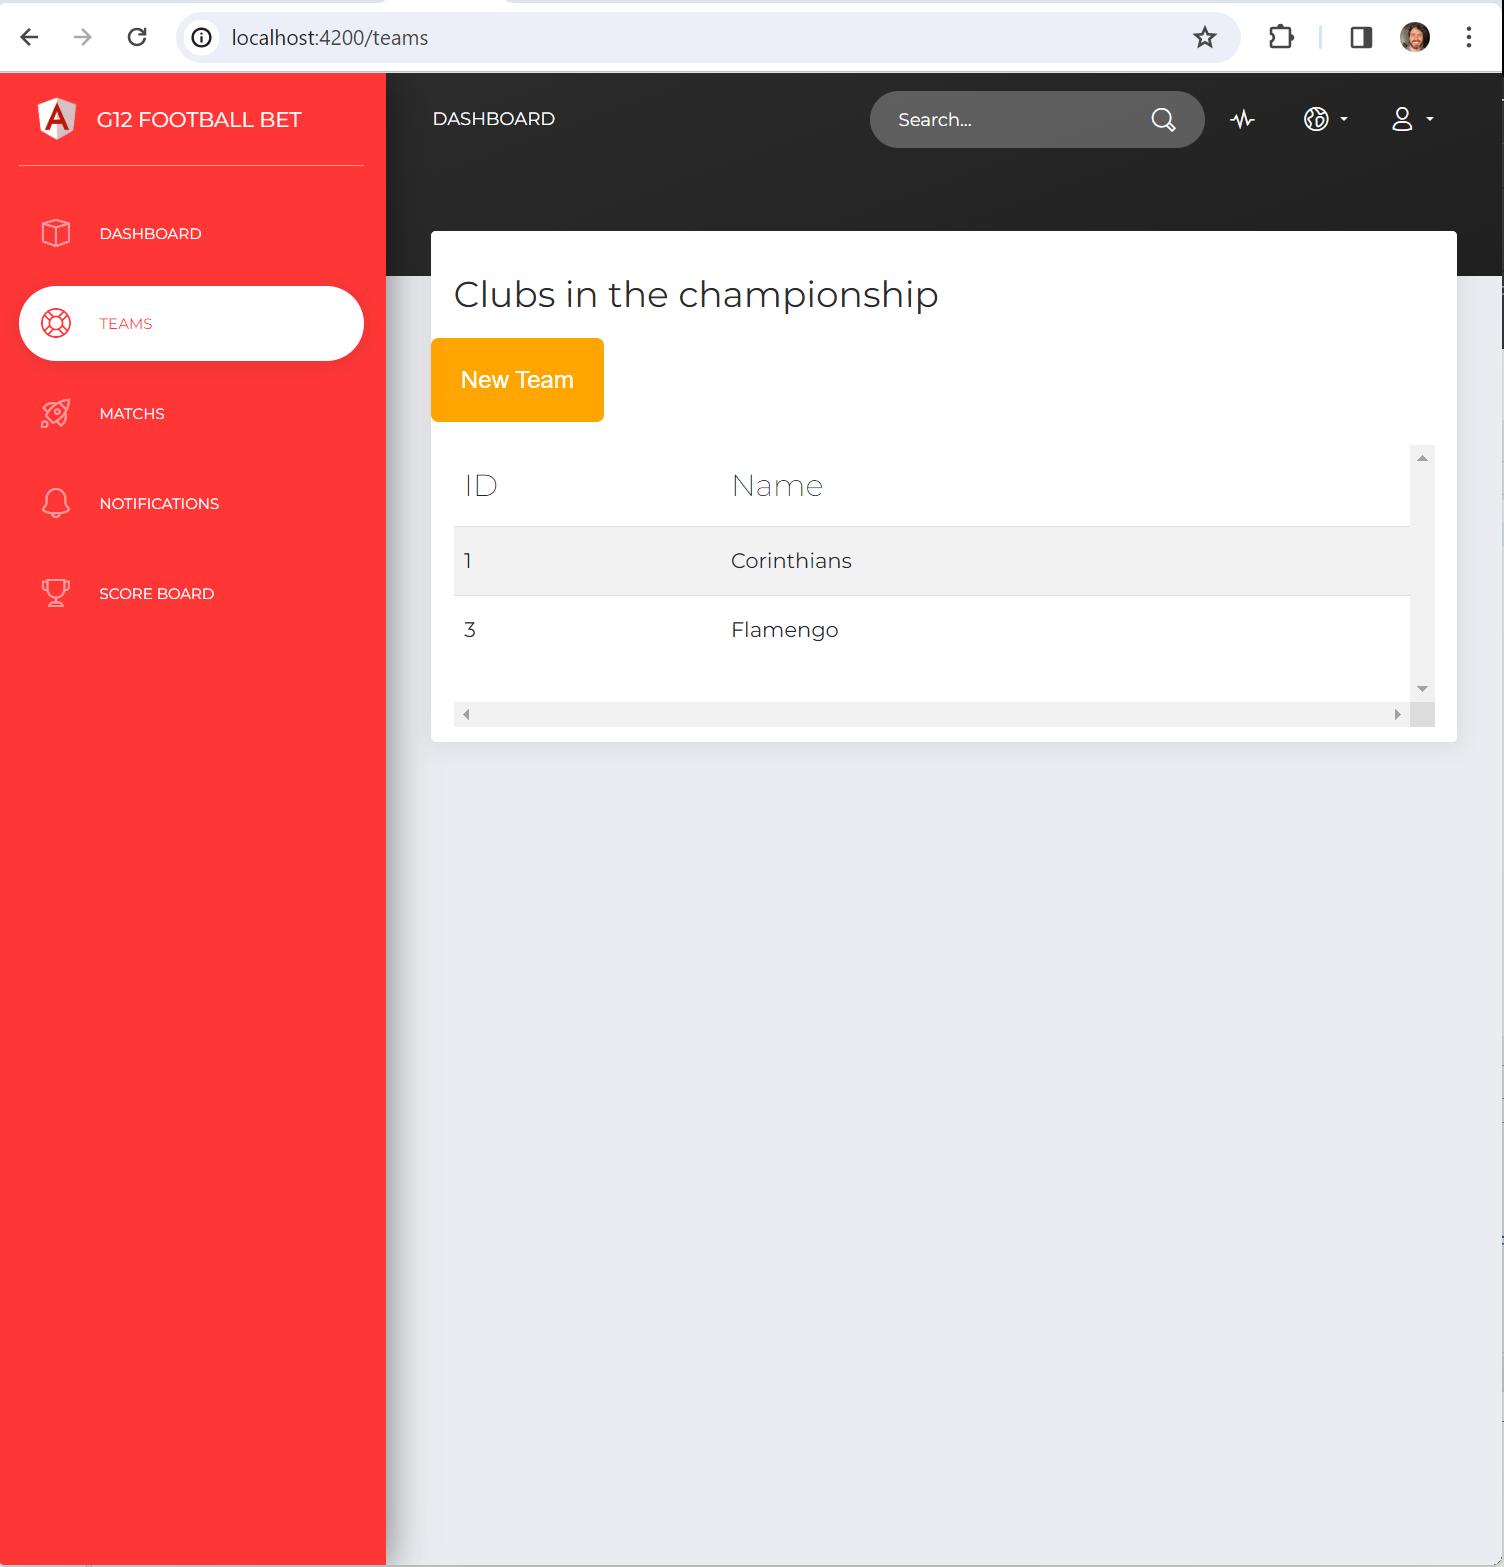 localhost:4200/teams
G12 FOOTBALL BET
DASHBOARD
TEAMS
MATCHS
NOTIFICATIONS
SCORE BOARD
DASHBOARD
Search...
Clubs in the championship
New Team
ID Name
1 Corinthians
3 Flamengo